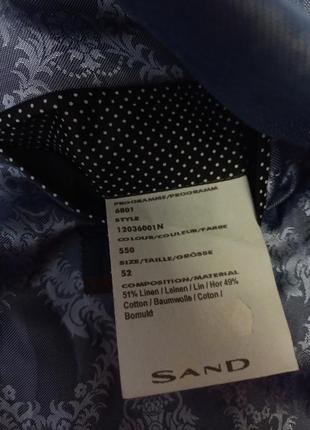 PROGRAMME/PROGRAMM
6801
STYLE
12036001N
COLOUR/COULEUR/FARBE
550
SIZE/TAILLE/GRÖSSE
52
COMPOSITION/MATERIAL
51% Linen / Leinen / Lin / Hor 49%
Cotton / Baumwolle / Coton /
Bomuld
SAND